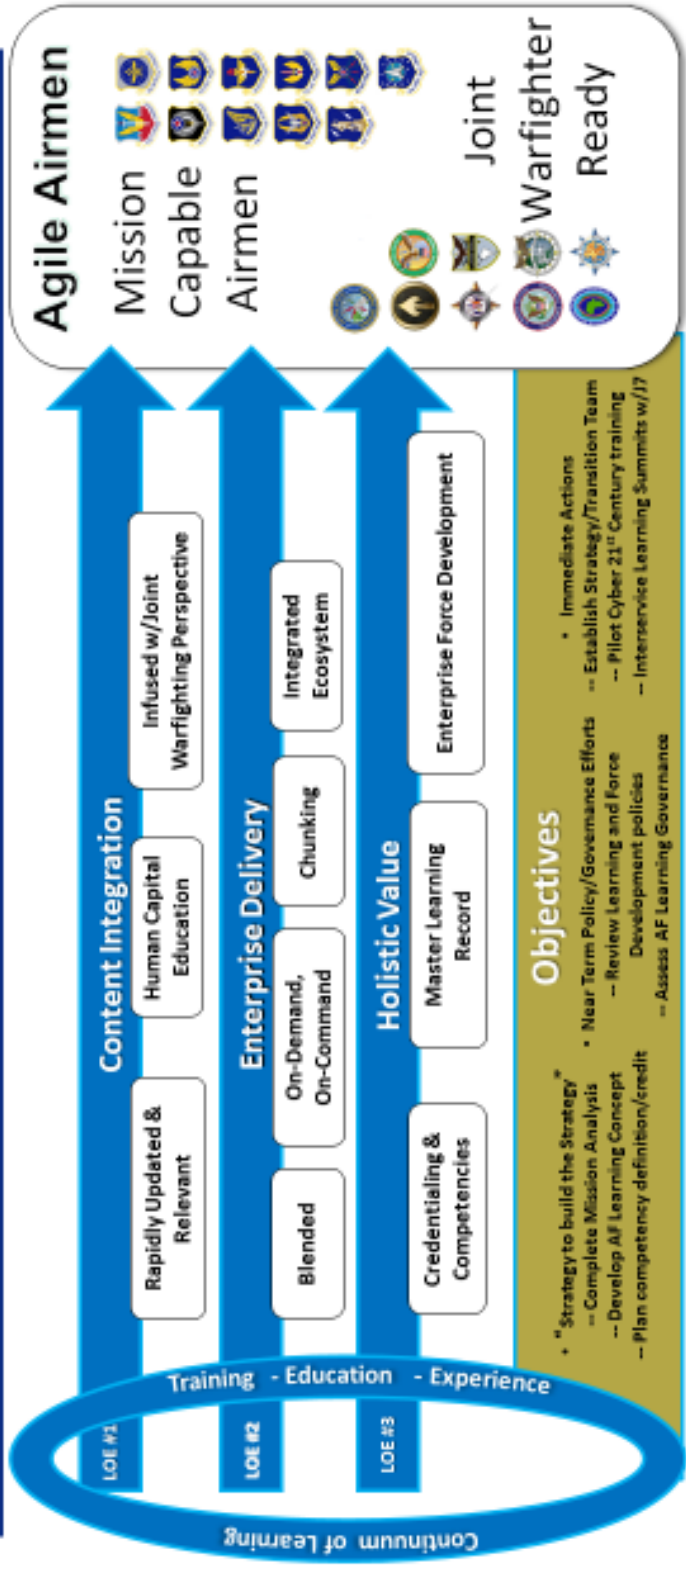 Agile Airmen
Mission
Capable
Airmen
Joint
Warfighter
Ready
LOE #1
Content Integration
Rapidly Updated &
Relevant
Human Capital
Education
Infused w/Joint
Warfighting Perspective
LOE #2
Enterprise Delivery
Blended
On-Demand,
On-Command
Chunking
Integrated
Ecosystem
LOE #3
Holistic Value
Credentialing &
Competencies
Master Learning
Record
Enterprise Force Development
Continuum of Learning
Training - Education - Experience
Objectives
• "Strategy to build the Strategy"
-- Complete Mission Analysis
-- Develop AF Learning Concept
-- Plan competency definition/credit
• Near Term Policy/Governance Efforts
-- Review Learning and Force
Development policies
-- Assess AF Learning Governance
• Immediate Actions
-- Establish Strategy/Transition Team
-- Pilot Cyber 21st Century training
-- Interservice Learning Summits w/J7